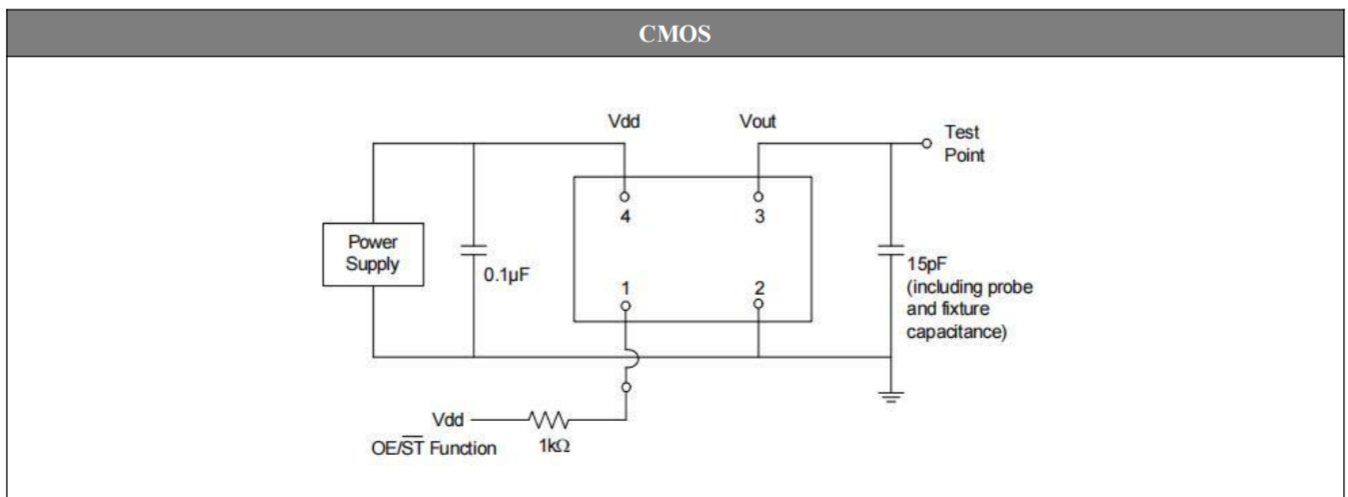 CMOS
Vdd
Vout
Test
Point
4
3
Power
Supply
0.1µF
1
2
15pF
(including probe
and fixture
capacitance)
Vdd
OE/S̅T̅ Function
1kΩ